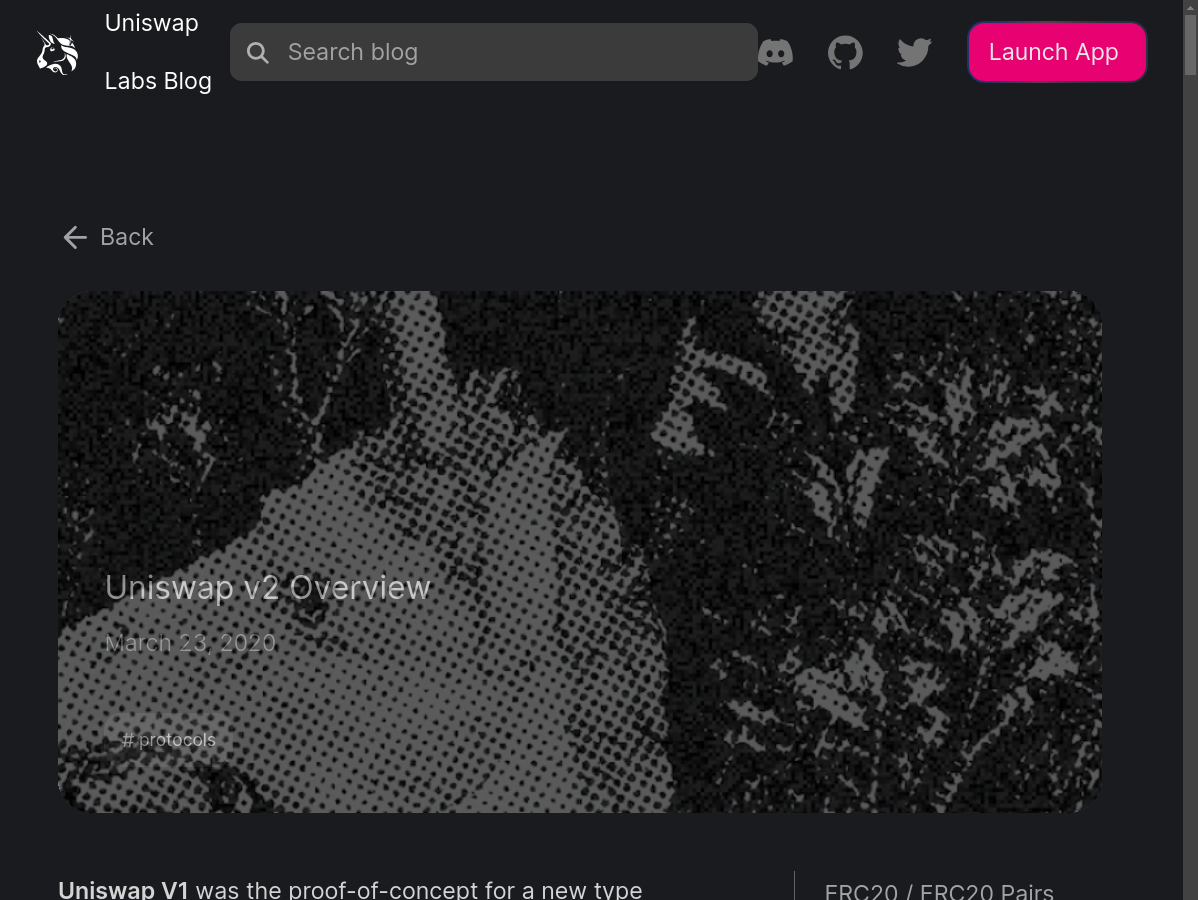 Uniswap
Labs Blog
Search blog
Launch App
Back
Uniswap v2 Overview
March 23, 2020
# protocols
Uniswap V1 was the proof-of-concept for a new type
ERC20 / ERC20 Pairs